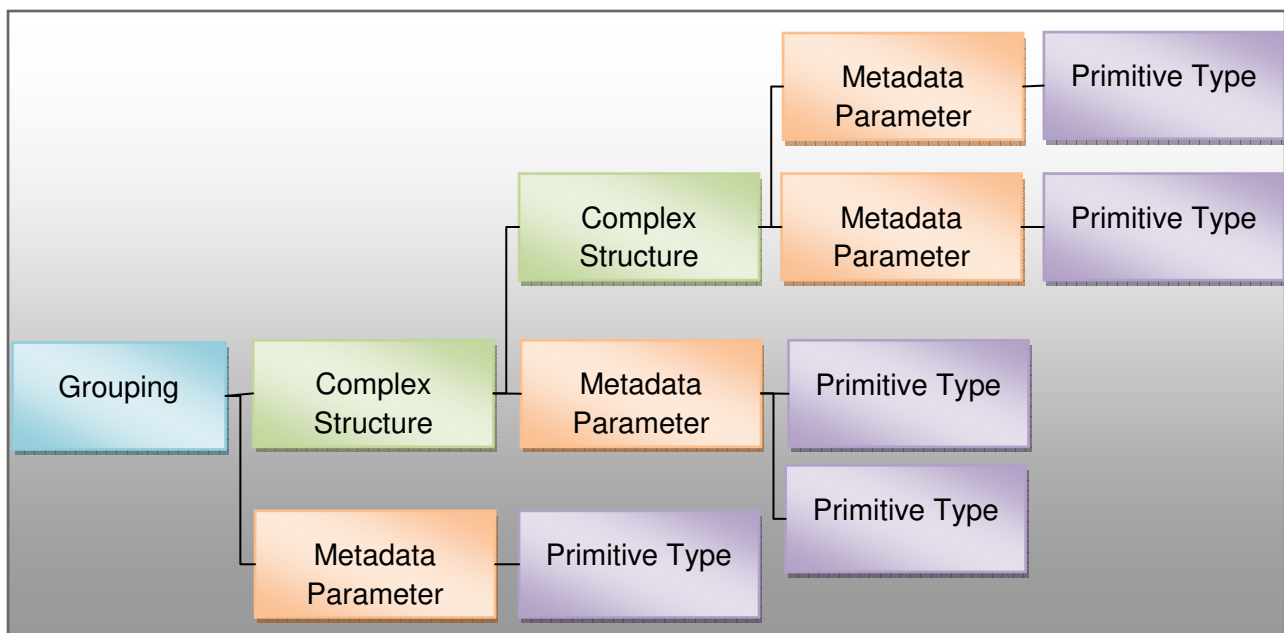 Metadata
Parameter
Primitive Type
Metadata
Parameter
Primitive Type
Complex
Structure
Grouping
Complex
Structure
Metadata
Parameter
Primitive Type
Primitive Type
Metadata
Parameter
Primitive Type